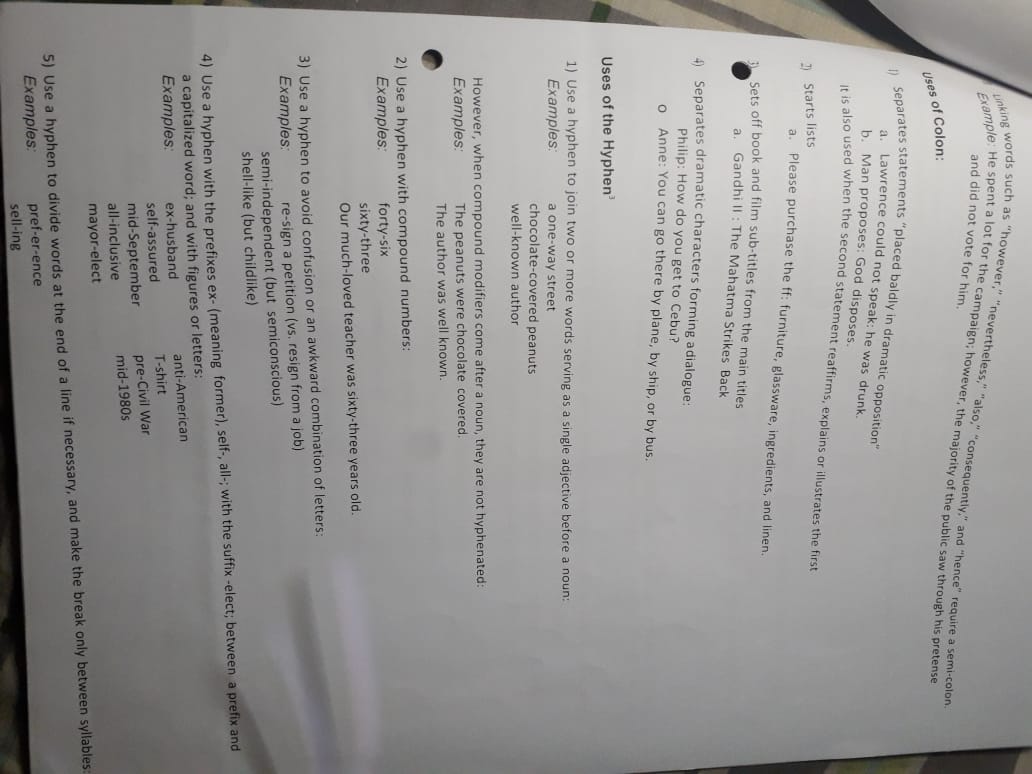 Linking words such as “however,” “nevertheless,” “also,” “consequently,” and “hence” require a semi-colon.
Example: He spent a lot for the campaign; however, the majority of the public saw through his pretense
and did not vote for him.
Uses of Colon:
1) Separates statements “placed baldly in dramatic opposition”
a. Lawrence could not speak: he was drunk.
b. Man proposes: God disposes.
It is also used when the second statement reaffirms, explains or illustrates the first
2) Starts lists
a. Please purchase the ff: furniture, glassware, ingredients, and linen.
3) Sets off book and film sub-titles from the main titles
a. Gandhi II : The Mahatma Strikes Back
4) Separates dramatic characters forming adialogue:
Philip: How do you get to Cebu?
o Anne: You can go there by plane, by ship, or by bus.
Uses of the Hyphen³
1) Use a hyphen to join two or more words serving as a single adjective before a noun:
Examples: a one-way street
chocolate-covered peanuts
well-known author
However, when compound modifiers come after a noun, they are not hyphenated:
Examples: The peanuts were chocolate covered.
The author was well known.
2) Use a hyphen with compound numbers:
Examples: forty-six
sixty-three
Our much-loved teacher was sixty-three years old.
3) Use a hyphen to avoid confusion or an awkward combination of letters:
Examples: re-sign a petition (vs. resign from a job)
semi-independent (but semiconscious)
shell-like (but childlike)
4) Use a hyphen with the prefixes ex- (meaning former), self-, all-; with the suffix -elect; between a prefix and
a capitalized word; and with figures or letters:
Examples: ex-husband anti-American
self-assured T-shirt
mid-September pre-Civil War
all-inclusive mid-1980s
mayor-elect
5) Use a hyphen to divide words at the end of a line if necessary, and make the break only between syllables:
Examples: pref-er-ence
sell-ing